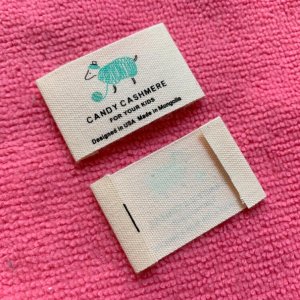 CANDY CASHMERE
FOR YOUR KIDS
Designed in USA Made in Mongolia